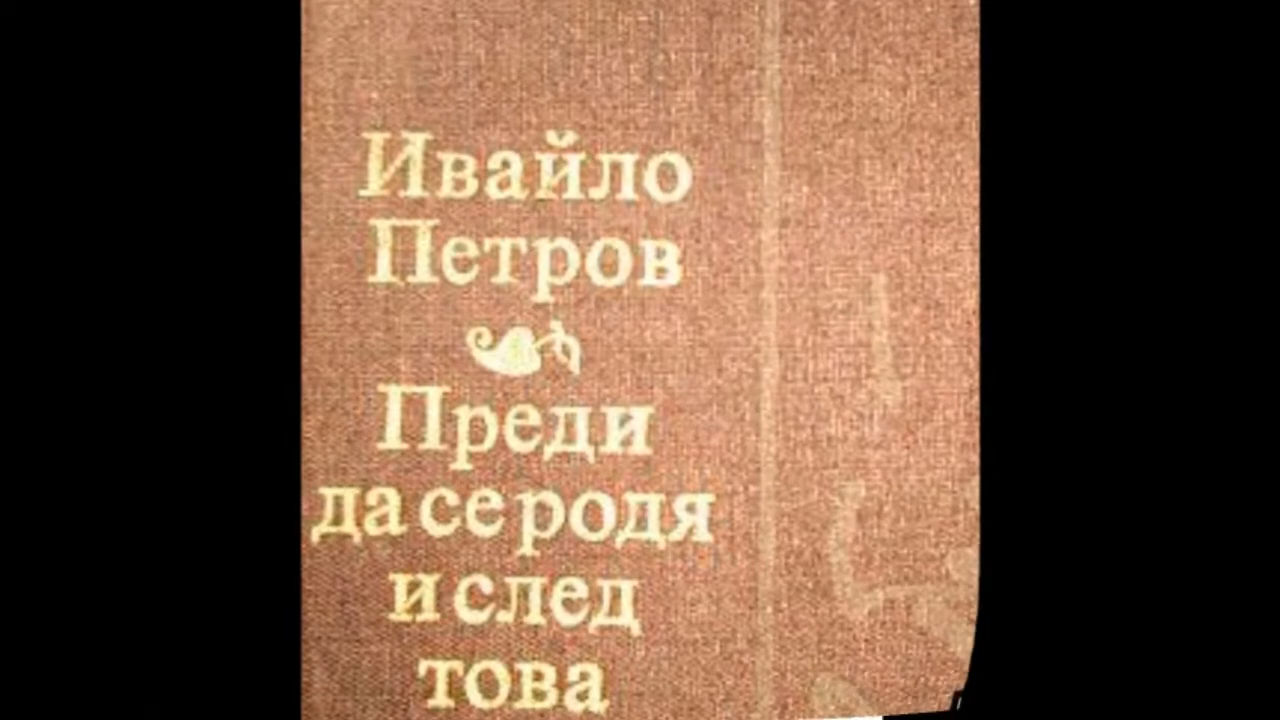 Ивайло
Петров
Преди
да се родя
и след
това